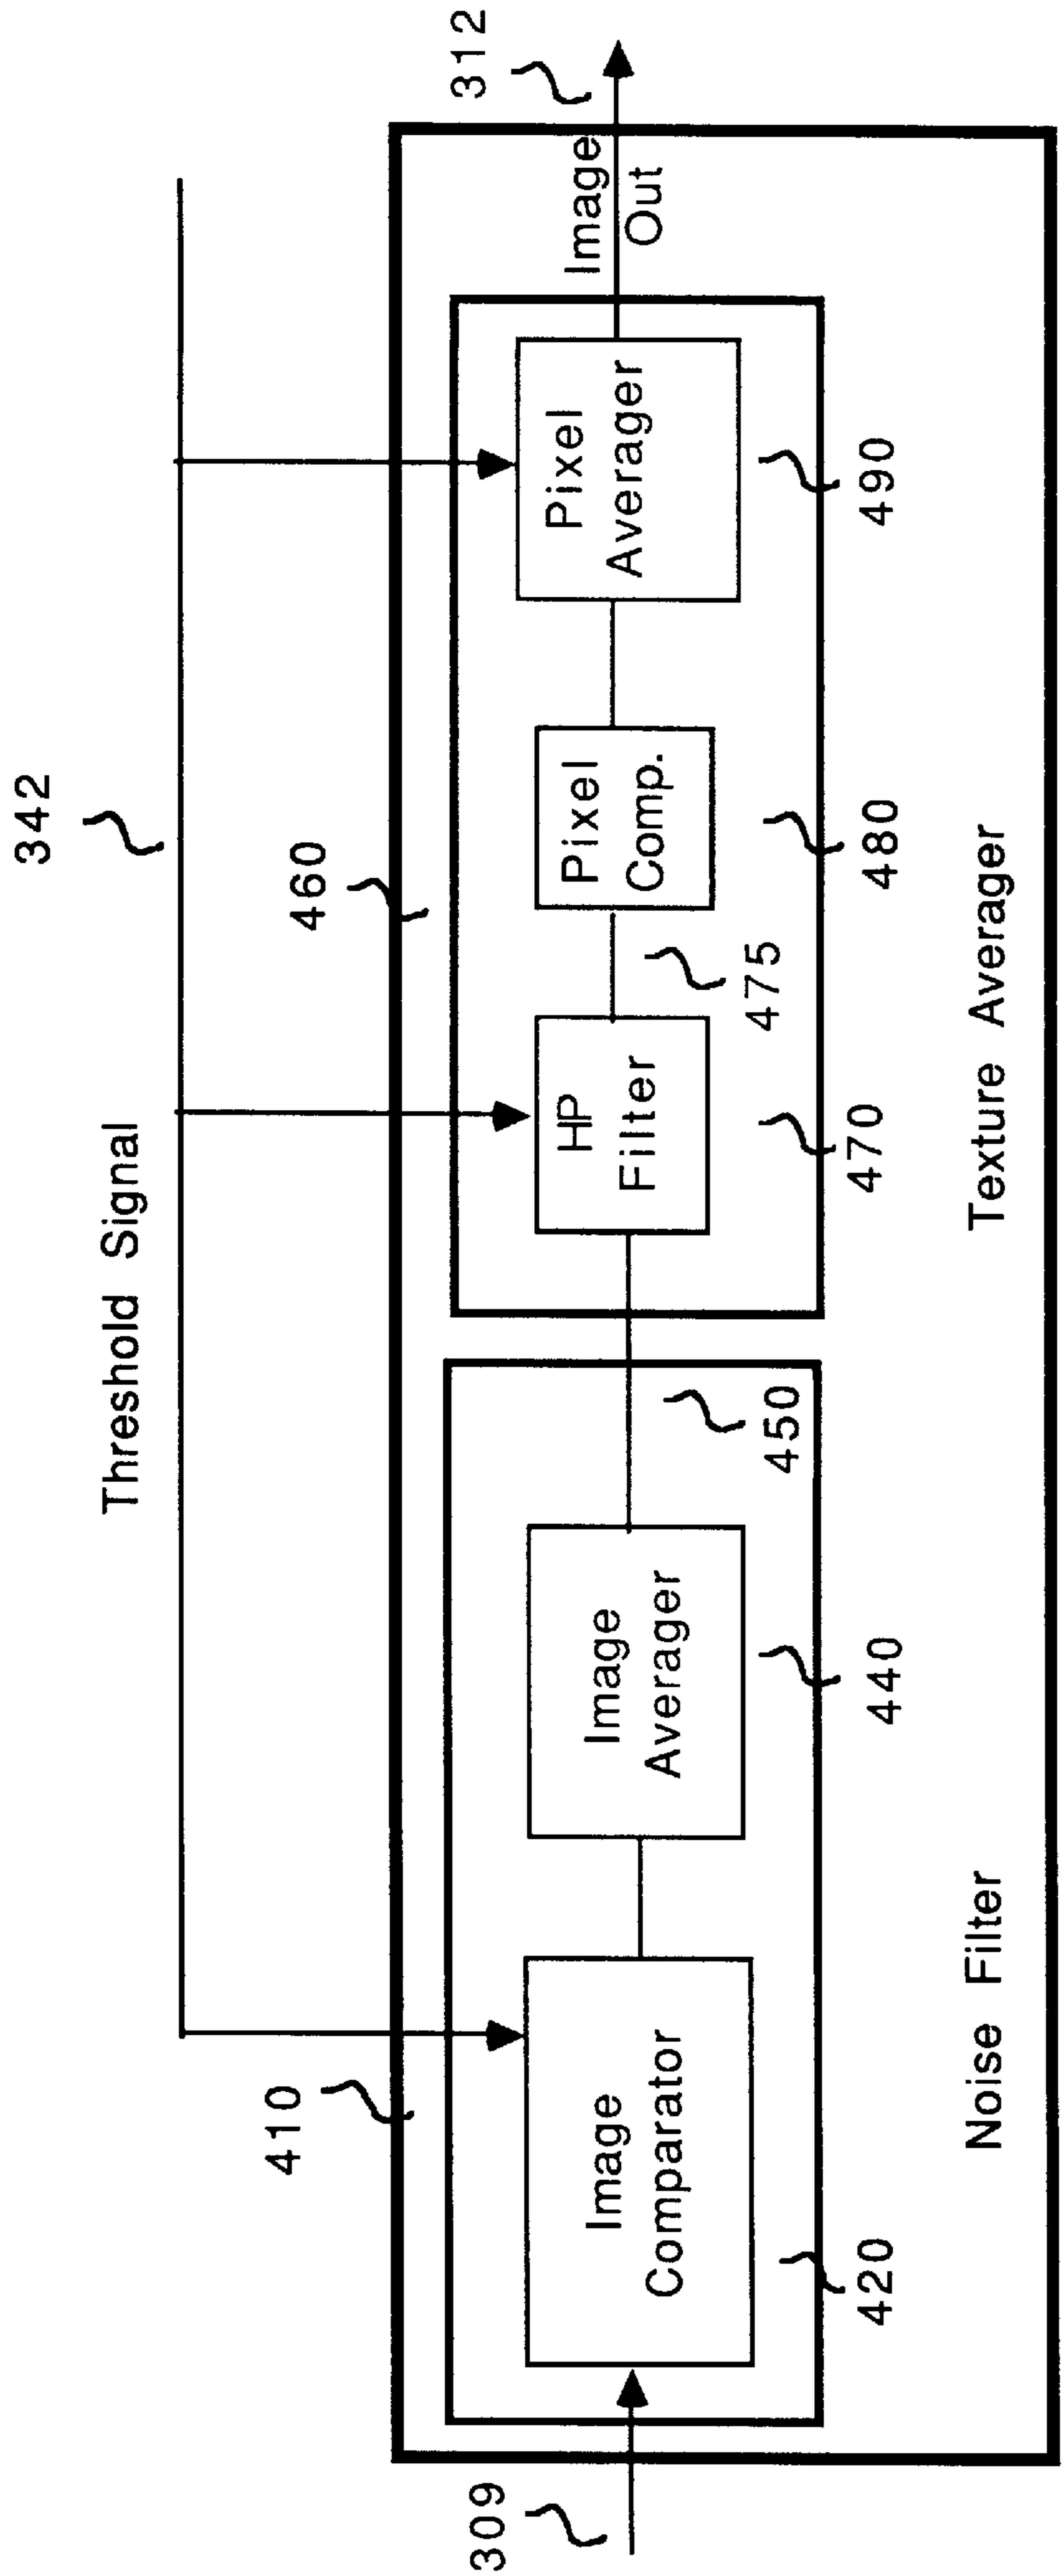 342
Threshold Signal
410
460
312
309
Image
Comparator
Image
Averager
HP
Filter
Pixel
Comp.
Pixel
Averager
Image
Out
420
440
450
470
475
480
490
Noise Filter
Texture Averager